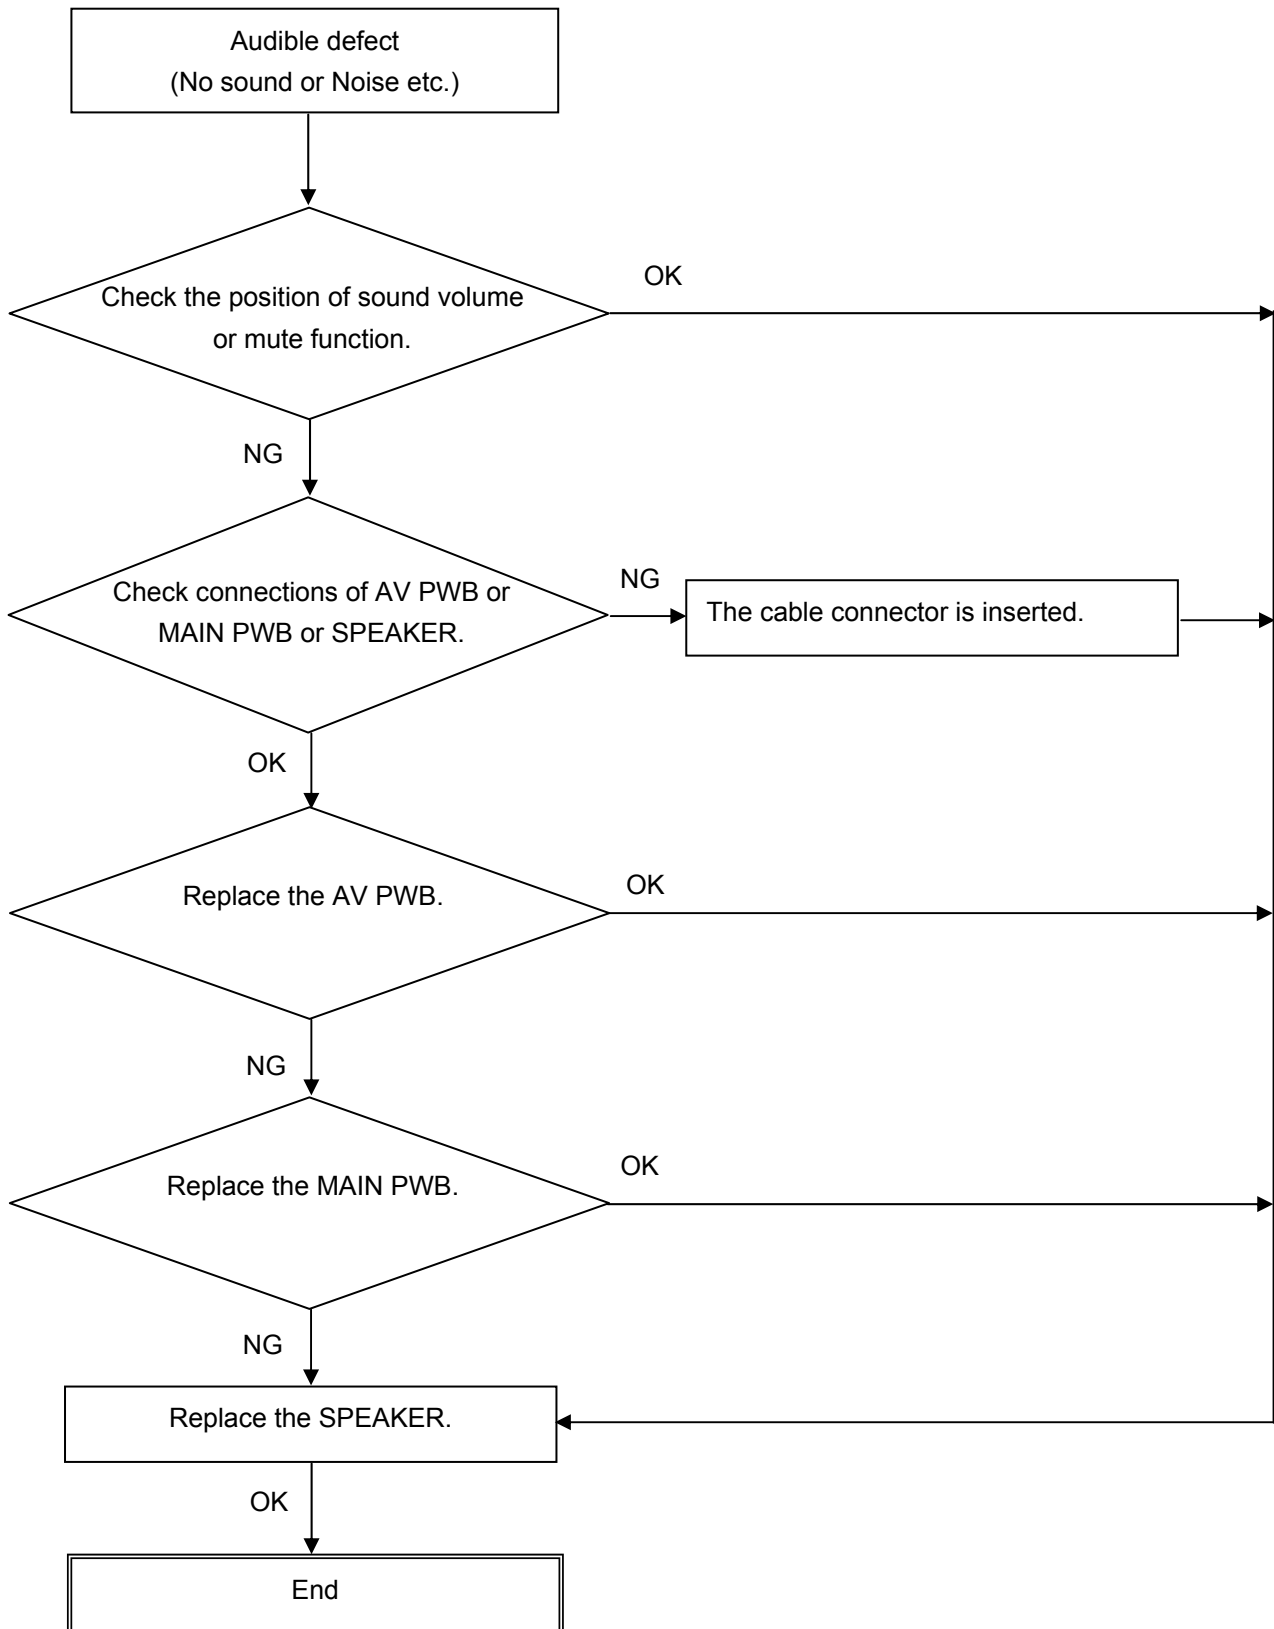 Audible defect
(No sound or Noise etc.)
OK
Check the position of sound volume
or mute function.
NG
Check connections of AV PWB or
MAIN PWB or SPEAKER.
NG
The cable connector is inserted.
OK
Replace the AV PWB.
OK
NG
Replace the MAIN PWB.
OK
NG
Replace the SPEAKER.
OK
End